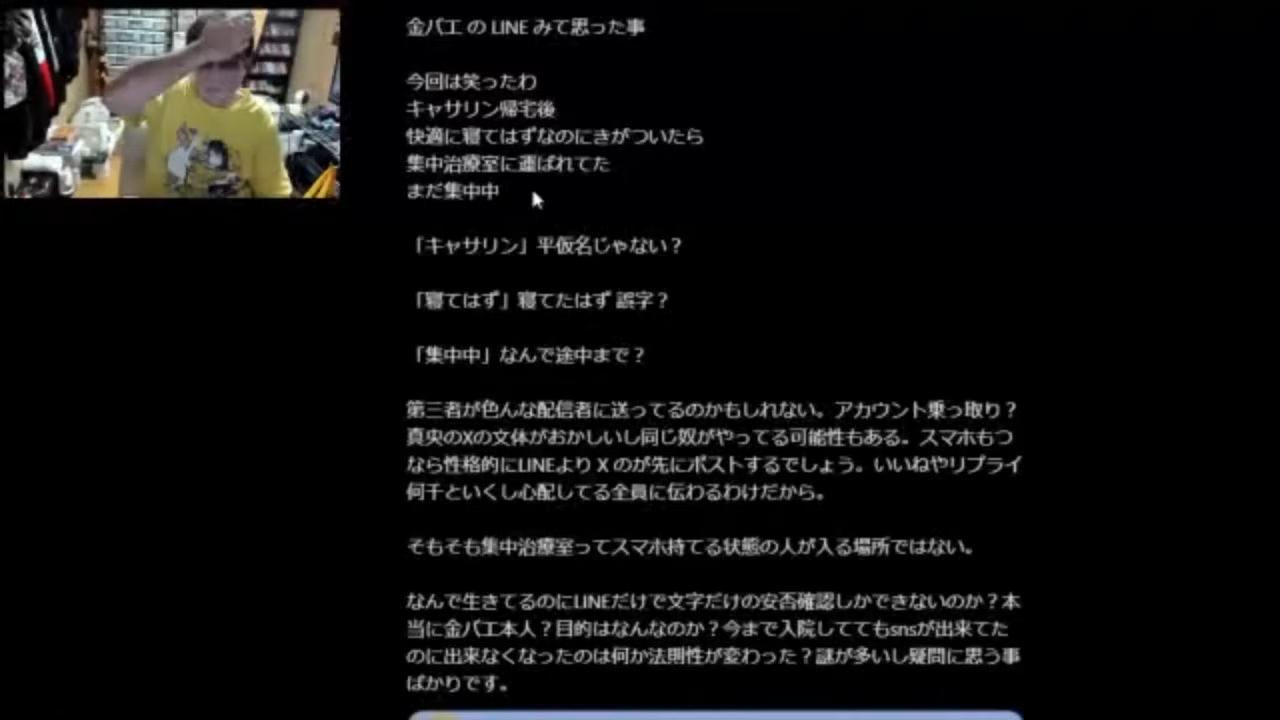 金バエ の LINE みて思った事
今回は笑ったわ
キャサリン帰宅後
快適に寝てはずなのにきがついたら
集中治療室に運ばれてた
まだ集中中
「キャサリン」平仮名じゃない？
「寝てはず」寝てたはず 誤字？
「集中中」なんで途中まで？
第三者が色んな配信者に送ってるのかもしれない。アカウント乗っ取り？
真央のXの文体がおかしいし同じ奴がやってる可能性もある。スマホもつ
なら性格的にLINEより X のが先にポストするでしょう。いいねやリプライ
何千といくし心配してる全員に伝わるわけだから。
そもそも集中治療室ってスマホ持てる状態の人が入る場所ではない。
なんで生きてるのにLINEだけで文字だけの安否確認しかできないのか？本
当に金バエ本人？目的はなんなのか？今まで入院しててもsnsが出来てた
のに出来なくなったのは何か法則性が変わった？謎が多いし疑問に思う事
ばかりです。